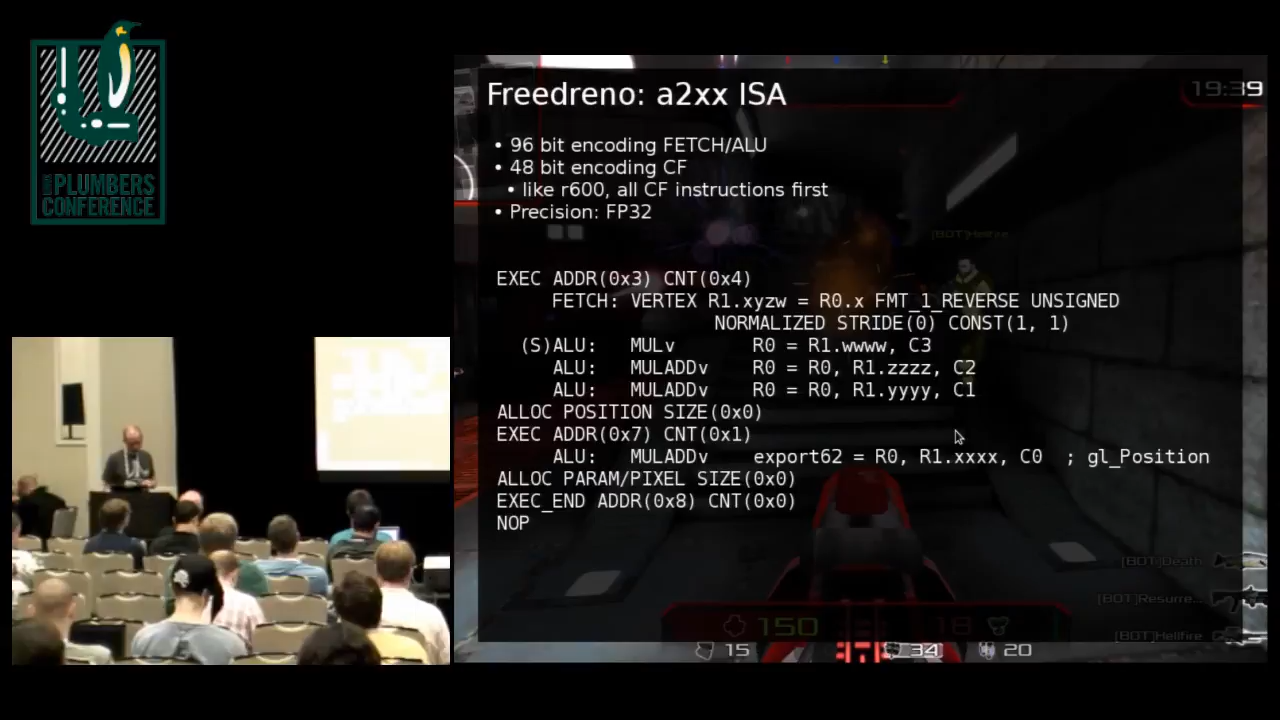 PLUMBERS
CONFERENCE
Freedreno: a2xx ISA
19:39
• 96 bit encoding FETCH/ALU
• 48 bit encoding CF
• like r600, all CF instructions first
• Precision: FP32
[BOT]Hellfire
EXEC ADDR(0x3) CNT(0x4)
FETCH: VERTEX R1.xyzw = R0.x FMT_1_REVERSE UNSIGNED
NORMALIZED STRIDE(0) CONST(1, 1)
(S)ALU: MULv R0 = R1.wwww, C3
ALU: MULADDv R0 = R0, R1.zzzz, C2
ALU: MULADDv R0 = R0, R1.yyyy, C1
ALLOC POSITION SIZE(0x0)
EXEC ADDR(0x7) CNT(0x1)
ALU: MULADDv export62 = R0, R1.xxxx, C0 ; gl_Position
ALLOC PARAM/PIXEL SIZE(0x0)
EXEC_END ADDR(0x8) CNT(0x0)
NOP
[BOT]Death
[BOT]Resurre...
[BOT]Hellfire
150 18
15 34 20